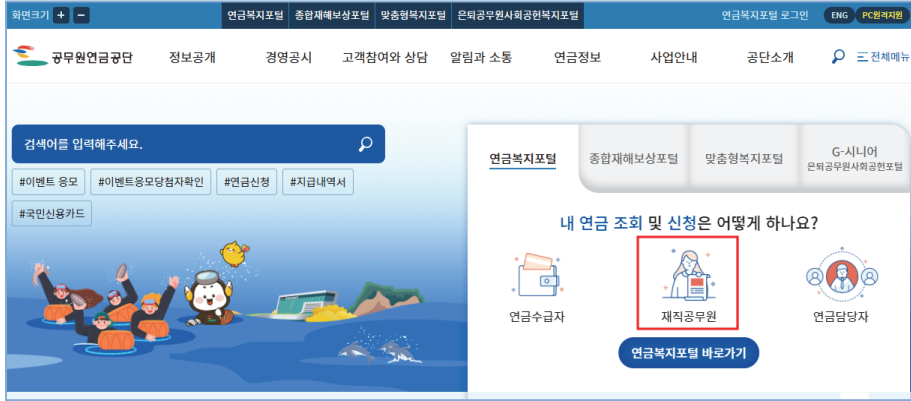 화면크기 + -
연금복지포털 종합재해보상포털 맞춤형복지포털 은퇴공무원사회공헌복지포털
연금복지포털 로그인 ENG PC원격지원
공무원연금공단 정보공개 경영공시 고객참여와 상담 알림과 소통 연금정보 사업안내 공단소개 전체메뉴
검색어를 입력해주세요.
#이벤트 응모 #이벤트응모당첨자확인 #연금신청 #지급내역서
#국민신용카드
연금복지포털 종합재해보상포털 맞춤형복지포털 G-시니어
은퇴공무원사회공헌포털
내 연금 조회 및 신청은 어떻게 하나요?
연금수급자 재직공무원 연금담당자
연금복지포털 바로가기